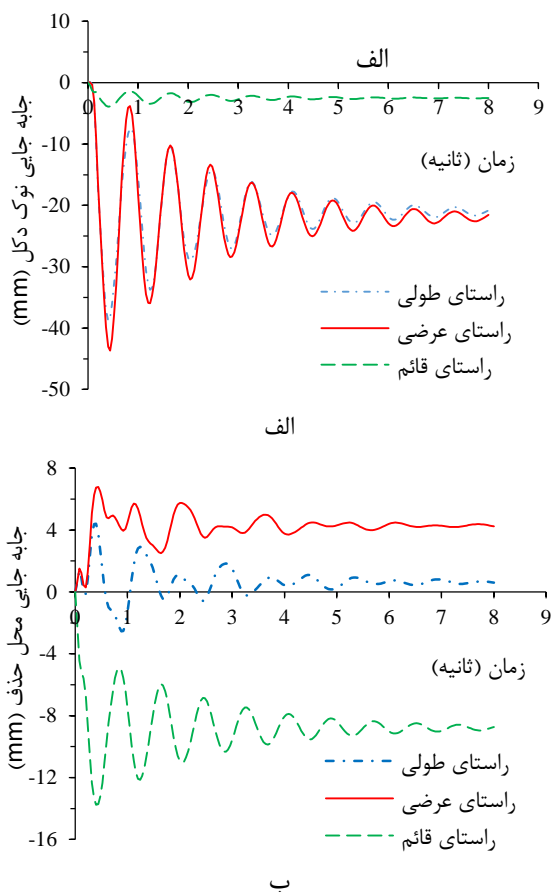 الف
10
0
-10
-20
-30
-40
-50
0 1 2 3 4 5 6 7 8 9
جابه جایی نوک دکل (mm)
زمان (ثانیه)
راستای طولی
راستای عرضی
راستای قائم
الف
8
4
0
-4
-8
-12
-16
0 1 2 3 4 5 6 7 8 9
جابه جایی محل حذف (mm)
زمان (ثانیه)
راستای طولی
راستای عرضی
راستای قائم
ب